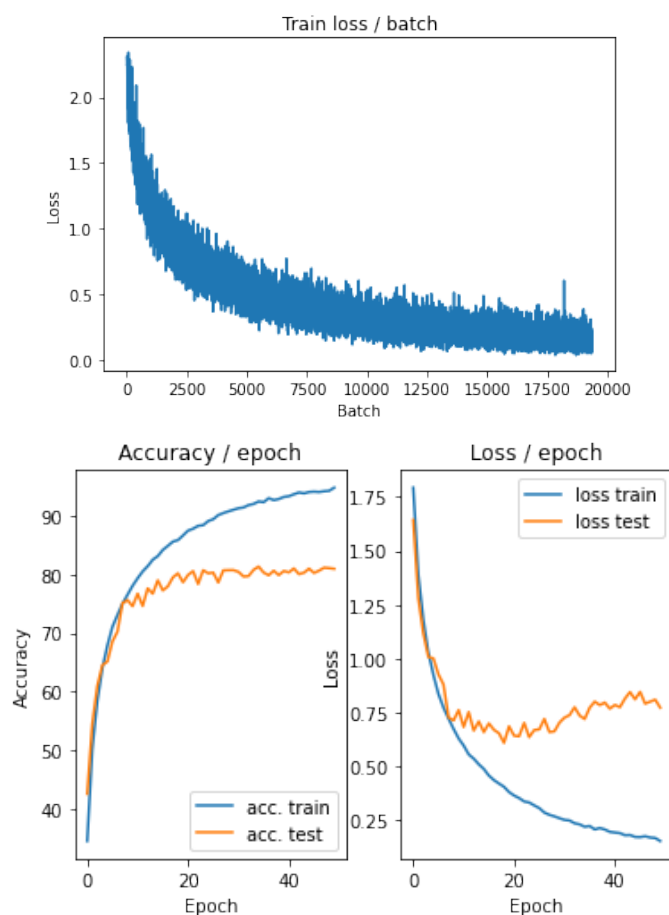 Train loss / batch
2.0
1.5
1.0
0.5
0.0
Loss
0 2500 5000 7500 10000 12500 15000 17500 20000
Batch
Accuracy / epoch
90
80
70
60
50
40
Accuracy
acc. train
acc. test
0 20 40
Epoch
Loss / epoch
loss train
loss test
1.75
1.50
1.25
1.00
0.75
0.50
0.25
Loss
0 20 40
Epoch